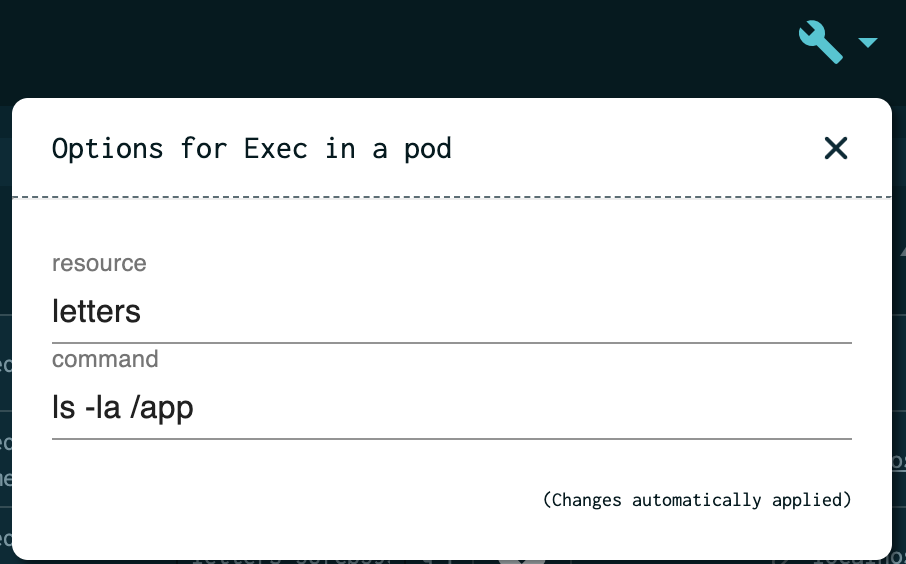 Options for Exec in a pod
resource
letters
command
ls -la /app
(Changes automatically applied)